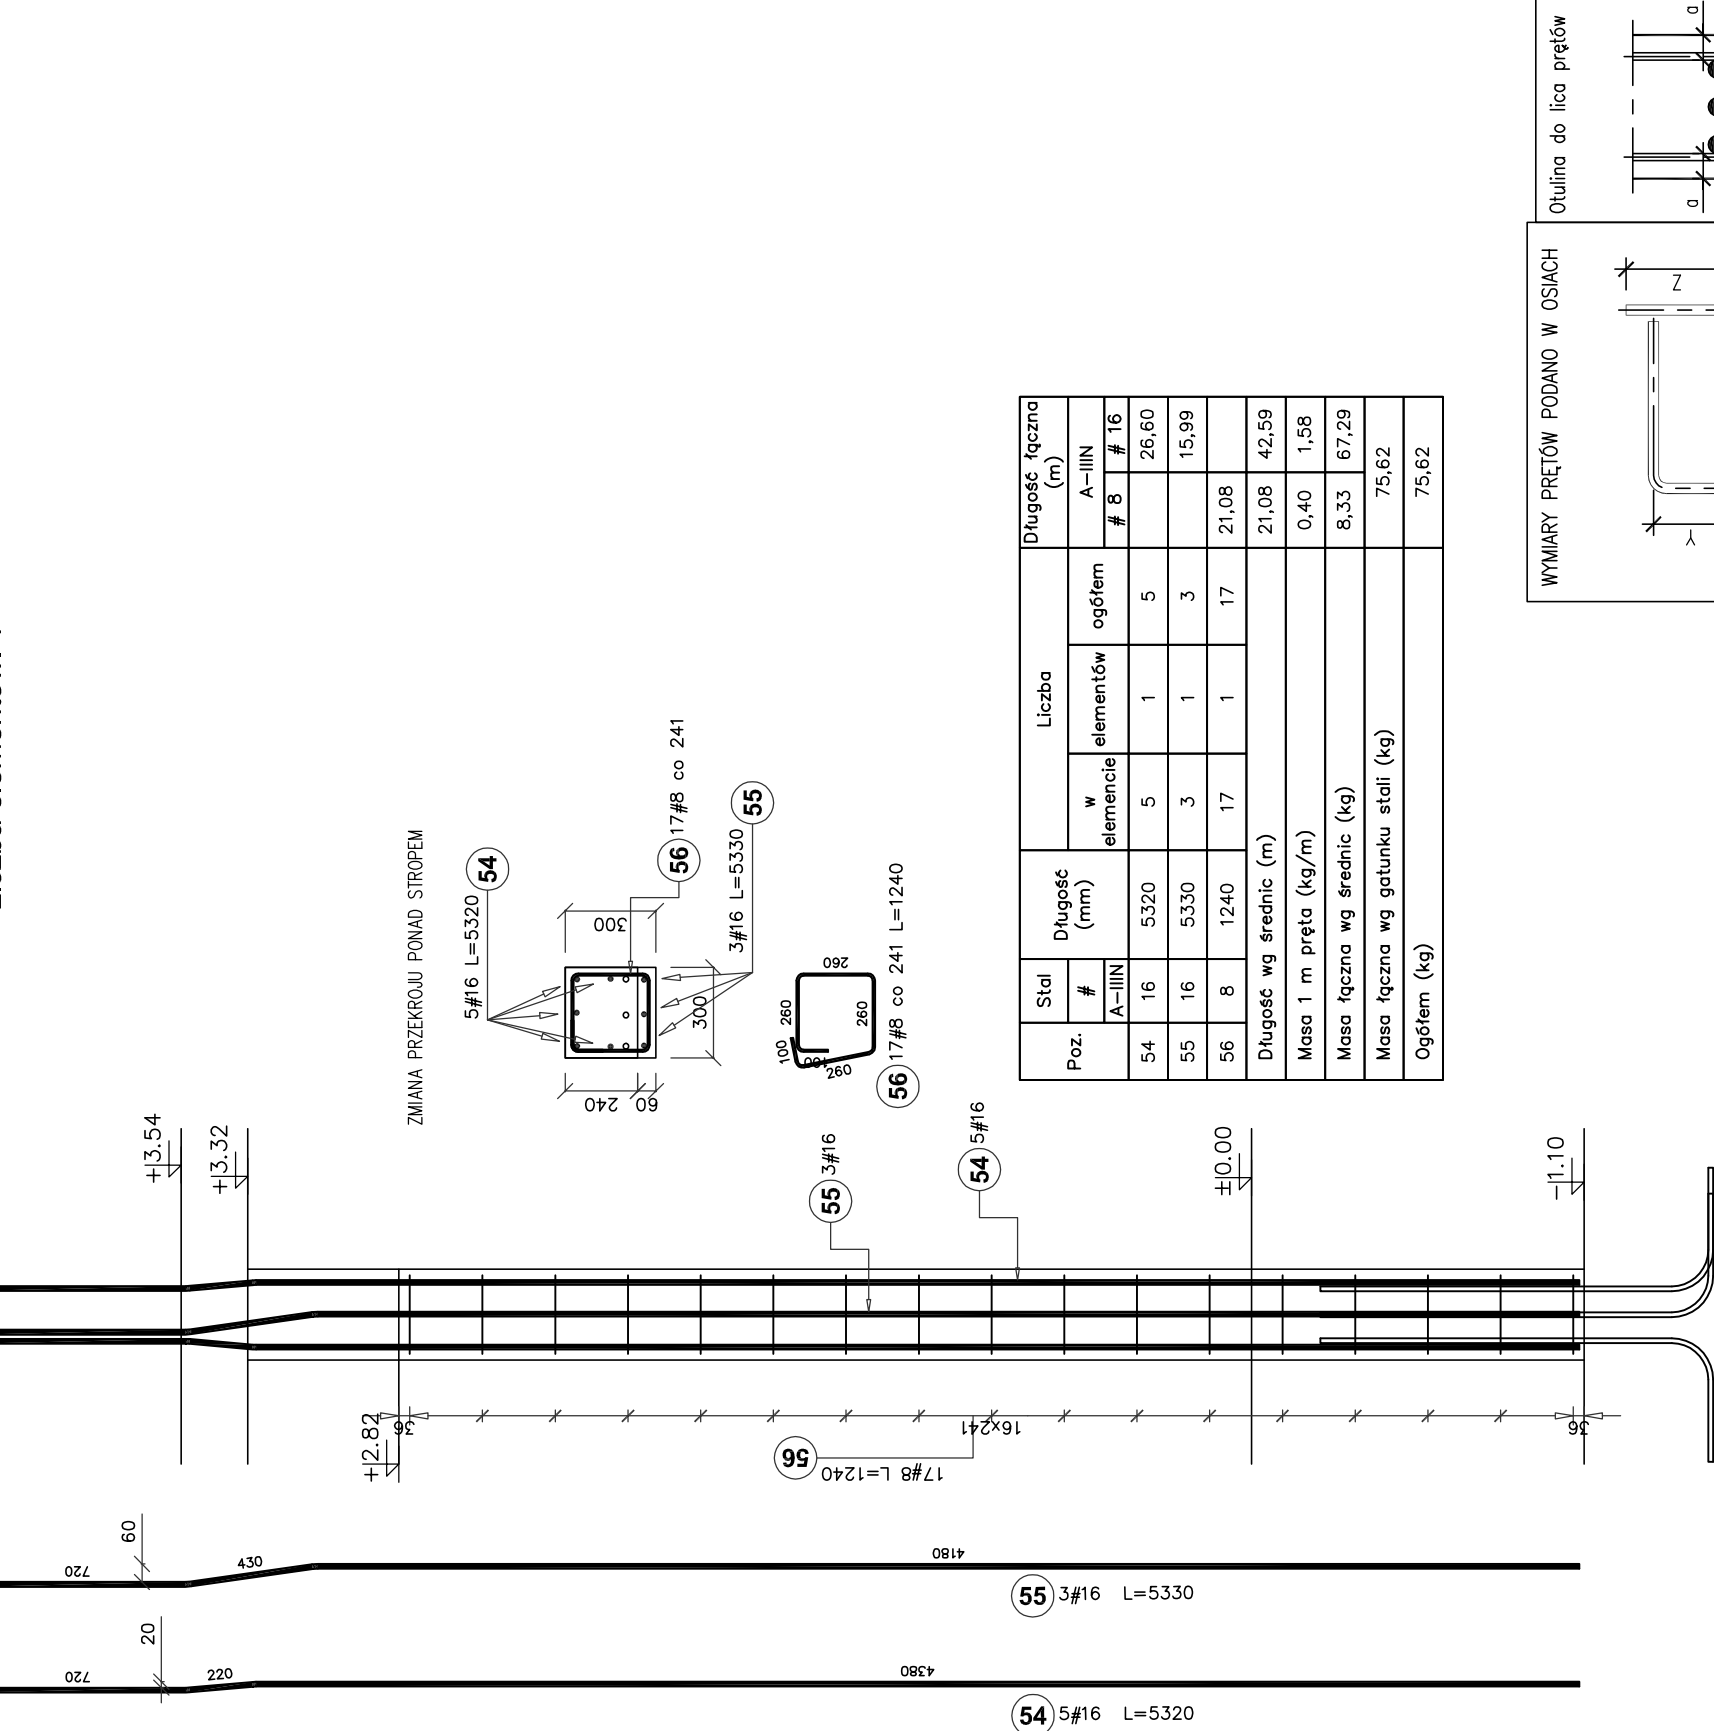 Otulina do lica prętów
a
a
WYMIARY PRĘTÓW PODANO W OSIACH
Z
Y
ZMIANA PRZEKROJU PONAD STROPEM
5#16 L=5320
54
300
56
17#8 co 241
3#16 L=5330
55
300
240
60
260
260
260
260
100
56
17#8 co 241 L=1240
Poz.
Stal
Długość
(mm)
Liczba
Długość łączna
(m)
#
A-IIIN
w
elemencie
elementów
ogółem
A-IIIN
# 8
# 16
54 16 5320 5 1 5 26,60
55 16 5330 3 1 3 15,99
56 8 1240 17 1 17 21,08
Długość wg średnic (m) 21,08 42,59
Masa 1 m pręta (kg/m) 0,40 1,58
Masa łączna wg średnic (kg) 8,33 67,29
Masa łączna wg gatunku stali (kg) 75,62
Ogółem (kg) 75,62
+3.54
+3.32
55
3#16
54
5#16
±0.00
-1.10
+2.82
36
16x241
36
56
17#8 L=1240
720
60
430
4180
55
3#16 L=5330
720
20
220
4380
54
5#16 L=5320